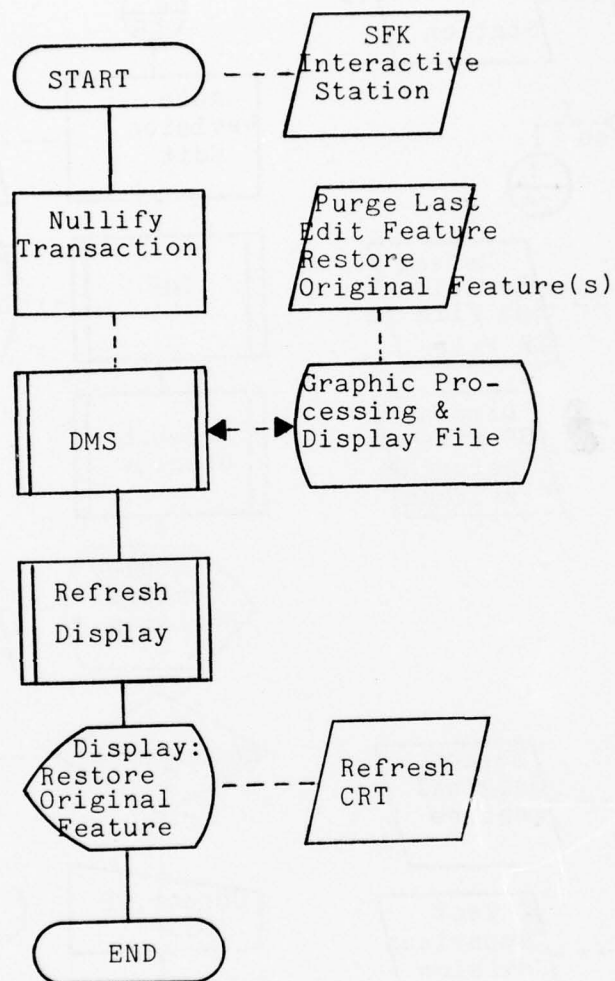 START
SFK
Interactive
Station
Nullify
Transaction
Purge Last
Edit Feature
Restore
Original Feature(s)
DMS
Graphic Pro-
cessing &
Display File
Refresh
Display
Display:
Restore
Original
Feature
Refresh
CRT
END